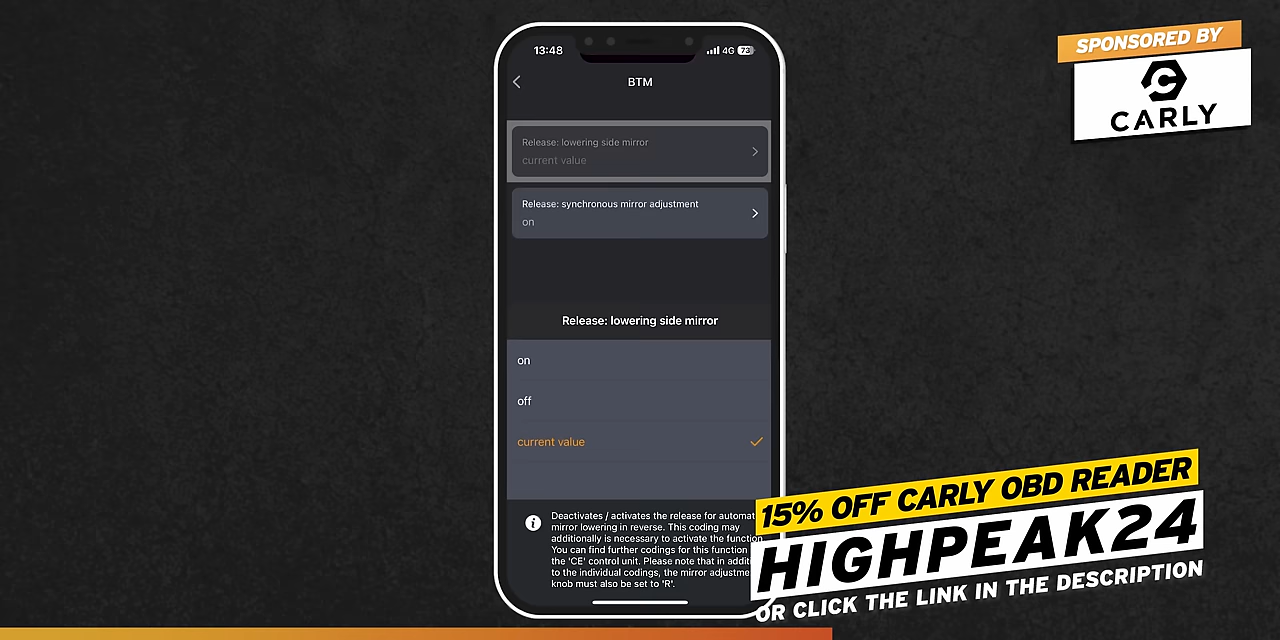 13:48
4G
73
BTM
Release: lowering side mirror
current value
Release: synchronous mirror adjustment
on
Release: lowering side mirror
on
off
current value
Deactivates / activates the release for automat
mirror lowering in reverse. This coding may
additionally is necessary to activate the function
You can find further codings for this function
the 'CE' control unit. Please note that in addit
to the individual codings, the mirror adjustme
knob must also be set to 'R'.
SPONSORED BY
CARLY
15% OFF CARLY OBD READER
HIGHPEAK24
OR CLICK THE LINK IN THE DESCRIPTION